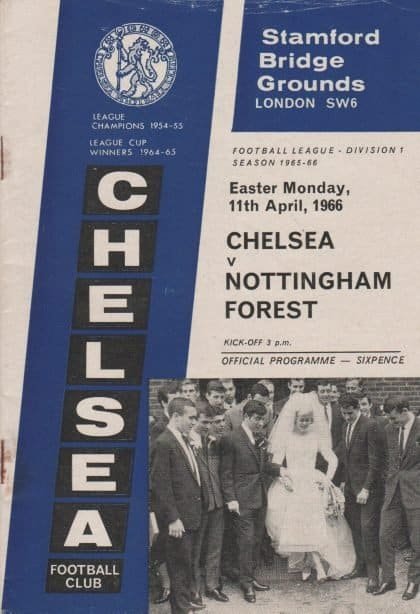 LEAGUE
CHAMPIONS 1954-55
LEAGUE CUP
WINNERS 1964-65
CHELSEA
FOOTBALL
CLUB
Stamford
Bridge
Grounds
LONDON SW6
FOOTBALL LEAGUE - DIVISION 1
SEASON 1965-66
Easter Monday,
11th April, 1966
CHELSEA
v
NOTTINGHAM
FOREST
KICK-OFF 3 p.m.
OFFICIAL PROGRAMME — SIXPENCE